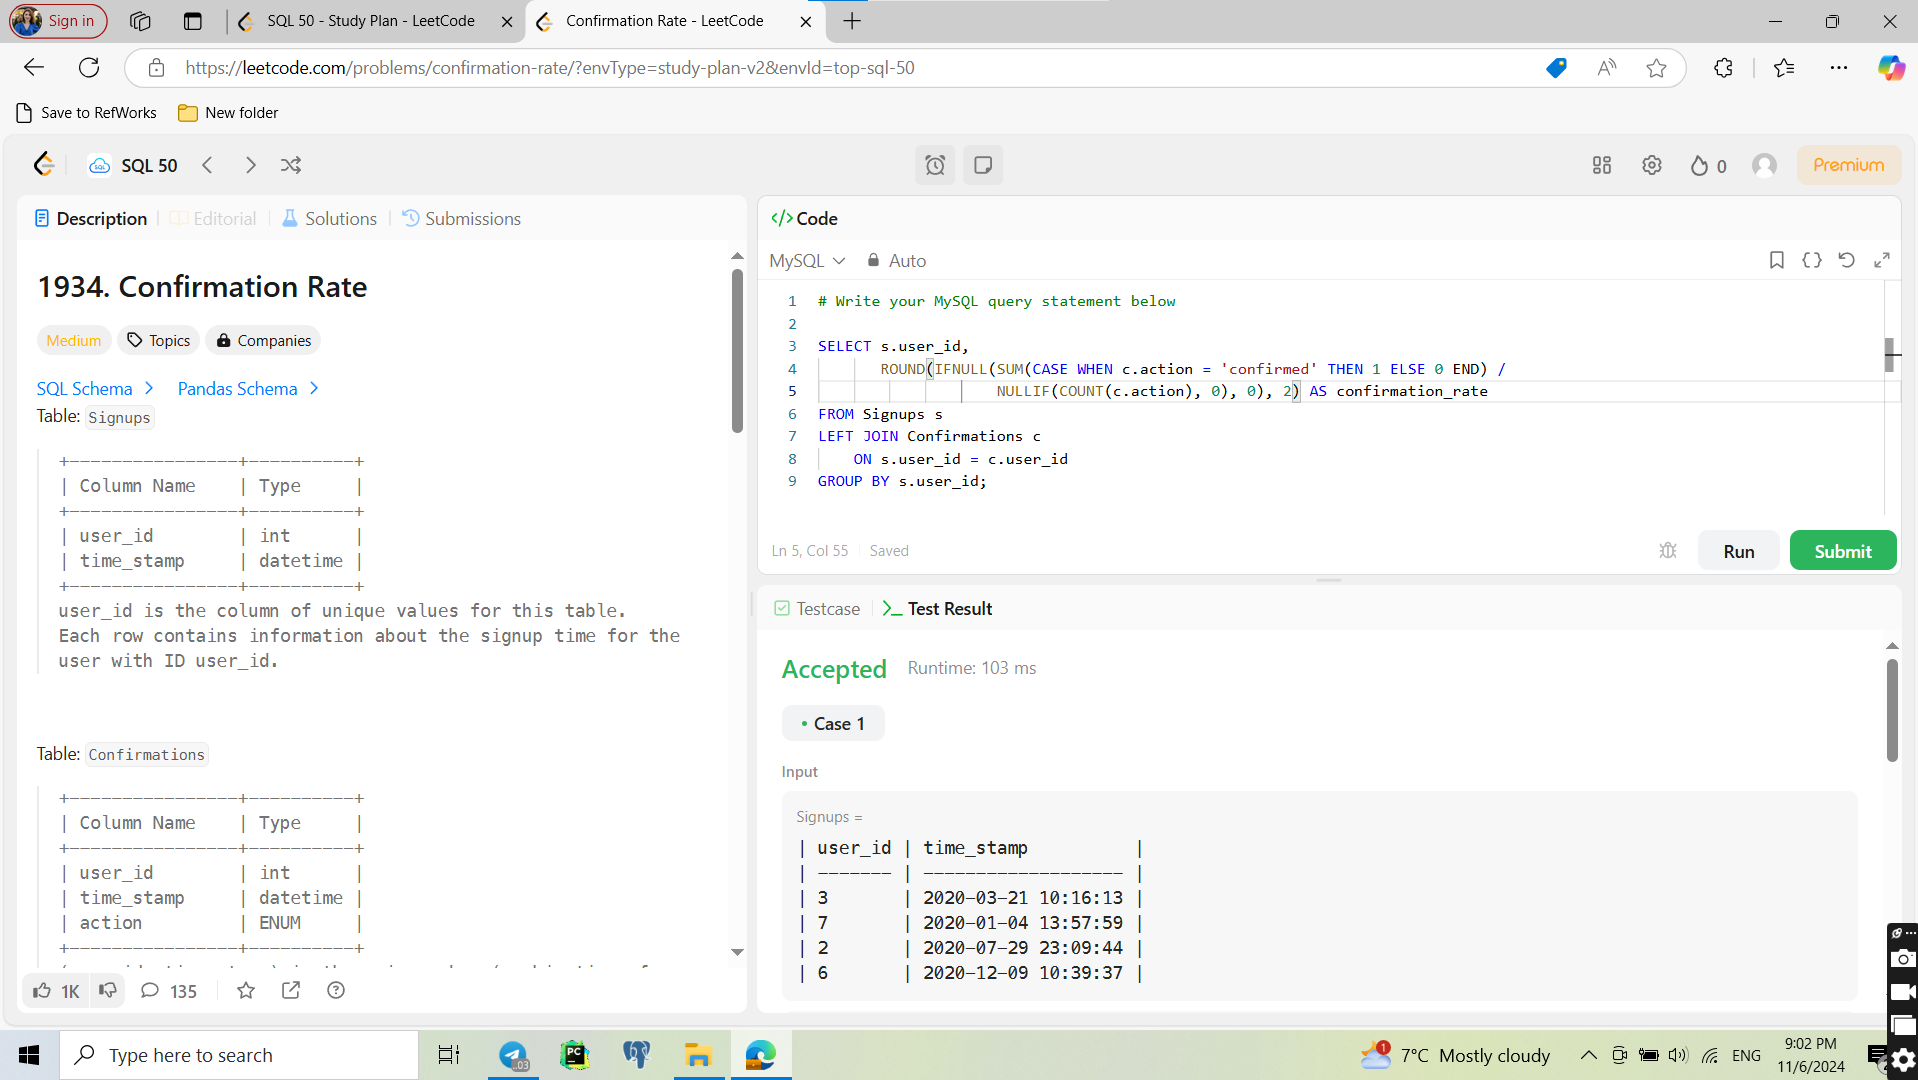 Sign in
SQL 50 - Study Plan - LeetCode
Confirmation Rate - LeetCode
https://leetcode.com/problems/confirmation-rate/?envType=study-plan-v2&envId=top-sql-50
Save to RefWorks
New folder
SQL 50
0
Premium
Description
Editorial
Solutions
Submissions
1934. Confirmation Rate
Medium
Topics
Companies
SQL Schema
Pandas Schema
Table: Signups
+----------------+----------+
| Column Name    | Type     |
+----------------+----------+
| user_id        | int      |
| time_stamp     | datetime |
+----------------+----------+
user_id is the column of unique values for this table.
Each row contains information about the signup time for the
user with ID user_id.
Table: Confirmations
+----------------+----------+
| Column Name    | Type     |
+----------------+----------+
| user_id        | int      |
| time_stamp     | datetime |
| action         | ENUM     |
+----------------+----------+
1K
135
</> Code
MySQL
Auto
1 # Write your MySQL query statement below
2
3 SELECT s.user_id,
4 ROUND(IFNULL(SUM(CASE WHEN c.action = 'confirmed' THEN 1 ELSE 0 END) /
5 NULLIF(COUNT(c.action), 0), 0), 2) AS confirmation_rate
6 FROM Signups s
7 LEFT JOIN Confirmations c
8 ON s.user_id = c.user_id
9 GROUP BY s.user_id;
Ln 5, Col 55
Saved
Run
Submit
Testcase
Test Result
Accepted
Runtime: 103 ms
• Case 1
Input
Signups =
| user_id | time_stamp          |
| ------- | ------------------- |
| 3       | 2020-03-21 10:16:13 |
| 7       | 2020-01-04 13:57:59 |
| 2       | 2020-07-29 23:09:44 |
| 6       | 2020-12-09 10:39:37 |
Type here to search
.03
PC
1
7°C Mostly cloudy
ENG
9:02 PM
11/6/2024